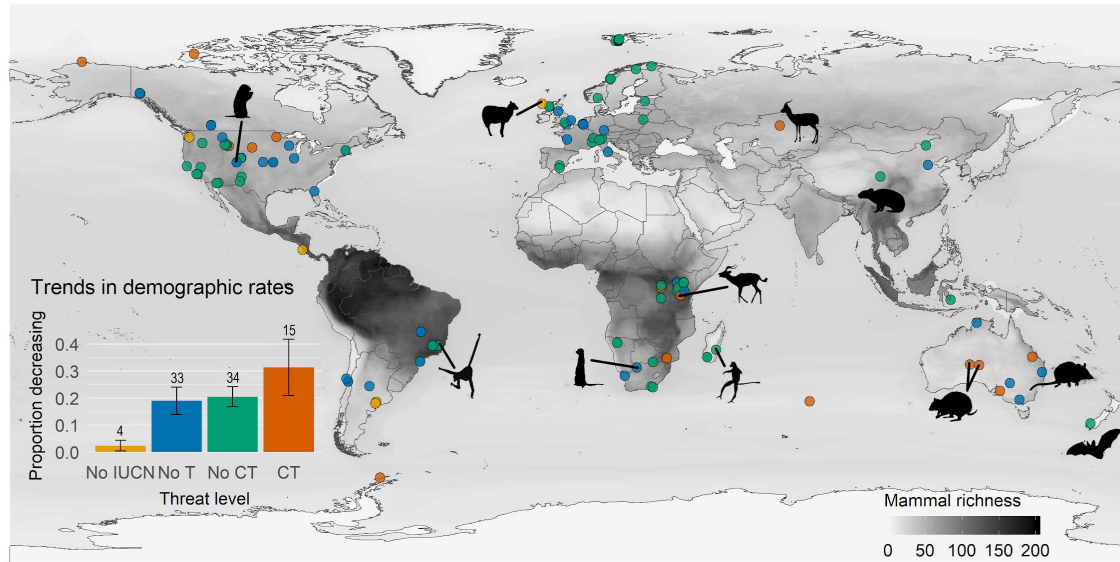 Trends in demographic rates
Proportion decreasing
0.4
0.3
0.2
0.1
0.0
4
33
34
15
No IUCN No T No CT CT
Threat level
Mammal richness
0 50 100 150 200